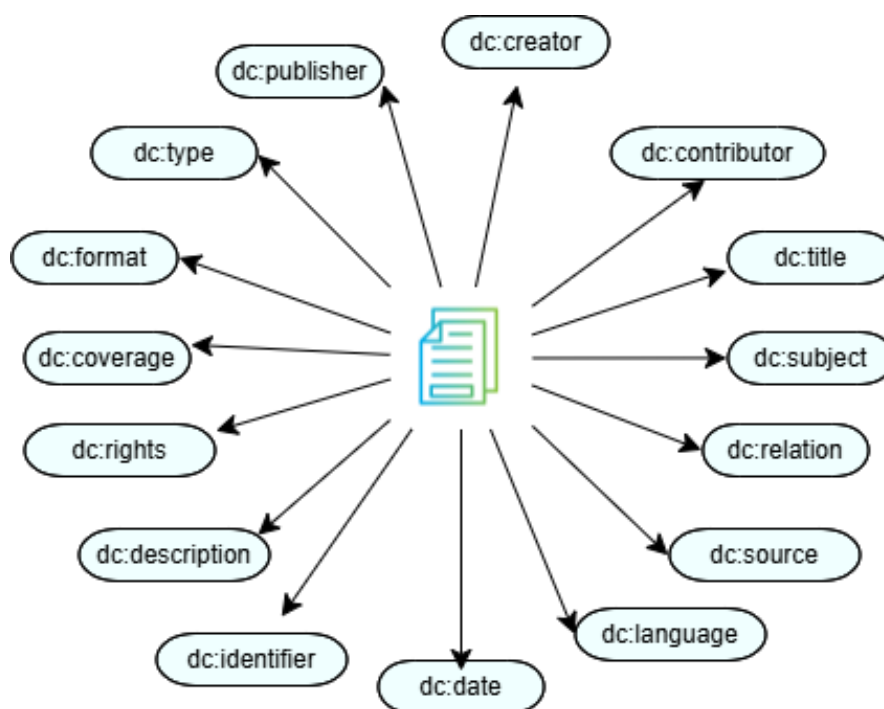 dc:creator
dc:publisher
dc:type
dc:contributor
dc:format
dc:title
dc:coverage
dc:subject
dc:rights
dc:relation
dc:description
dc:source
dc:identifier
dc:language
dc:date